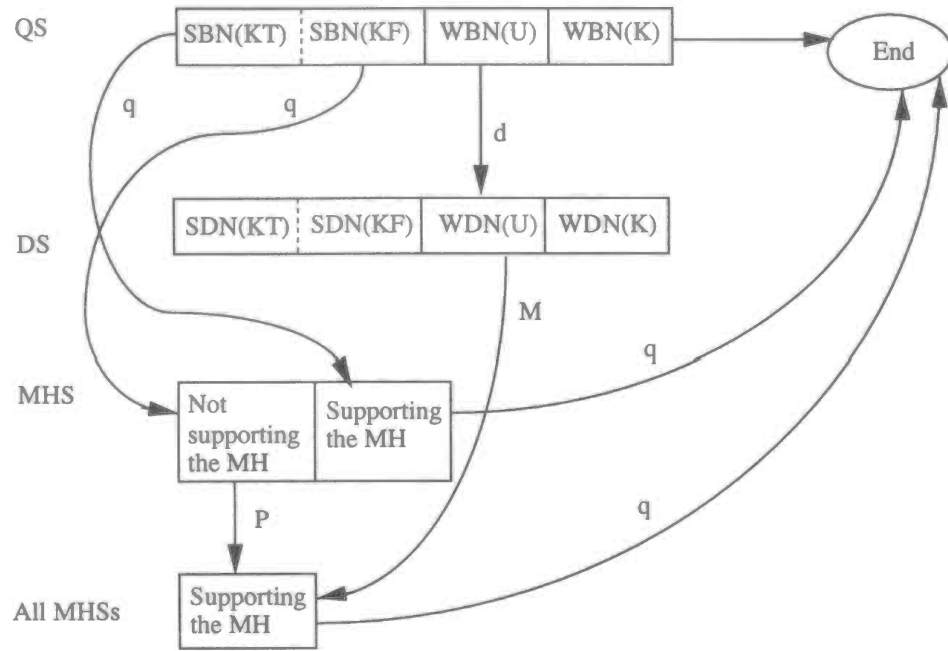 QS
SBN(KT) SBN(KF) WBN(U) WBN(K)
End
q
q
d
DS
SDN(KT) SDN(KF) WDN(U) WDN(K)
M
q
MHS
Not
supporting
the MH
Supporting
the MH
P
q
All MHSs
Supporting
the MH